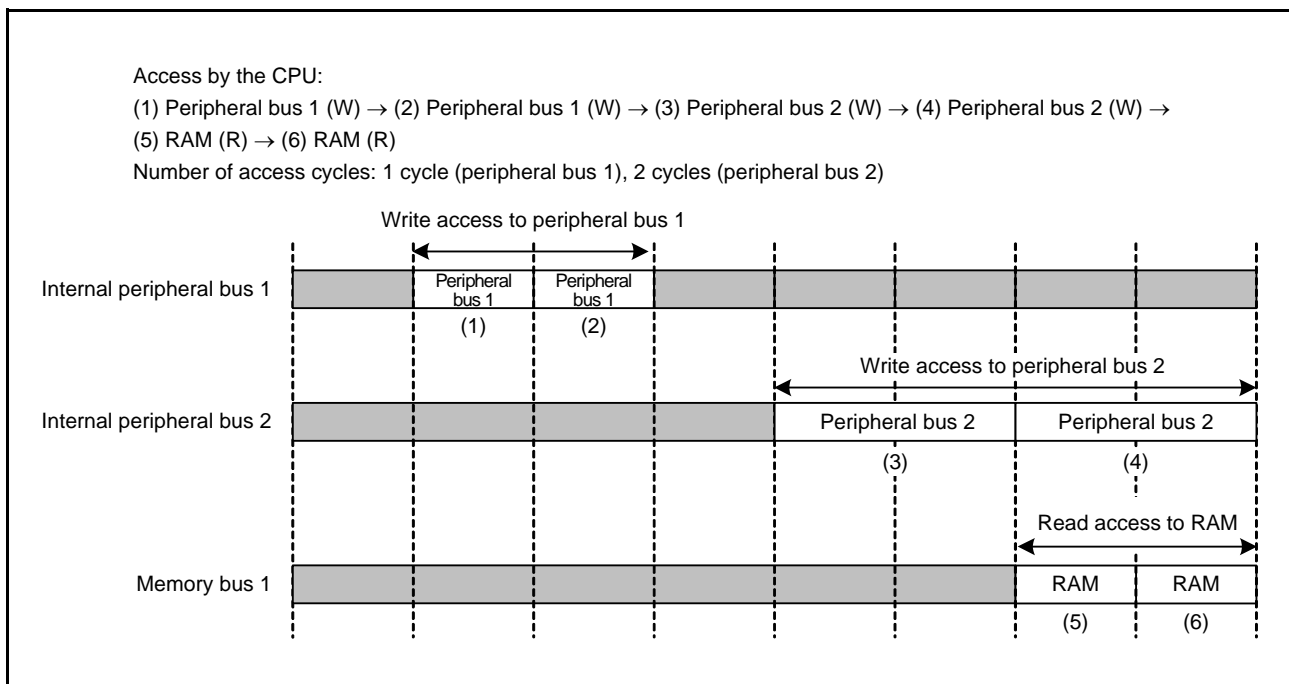 Access by the CPU:
(1) Peripheral bus 1 (W) → (2) Peripheral bus 1 (W) → (3) Peripheral bus 2 (W) → (4) Peripheral bus 2 (W) →
(5) RAM (R) → (6) RAM (R)
Number of access cycles: 1 cycle (peripheral bus 1), 2 cycles (peripheral bus 2)
Write access to peripheral bus 1
Internal peripheral bus 1
Peripheral
bus 1
Peripheral
bus 1
(1)
(2)
Write access to peripheral bus 2
Internal peripheral bus 2
Peripheral bus 2
Peripheral bus 2
(3)
(4)
Read access to RAM
Memory bus 1
RAM
RAM
(5)
(6)